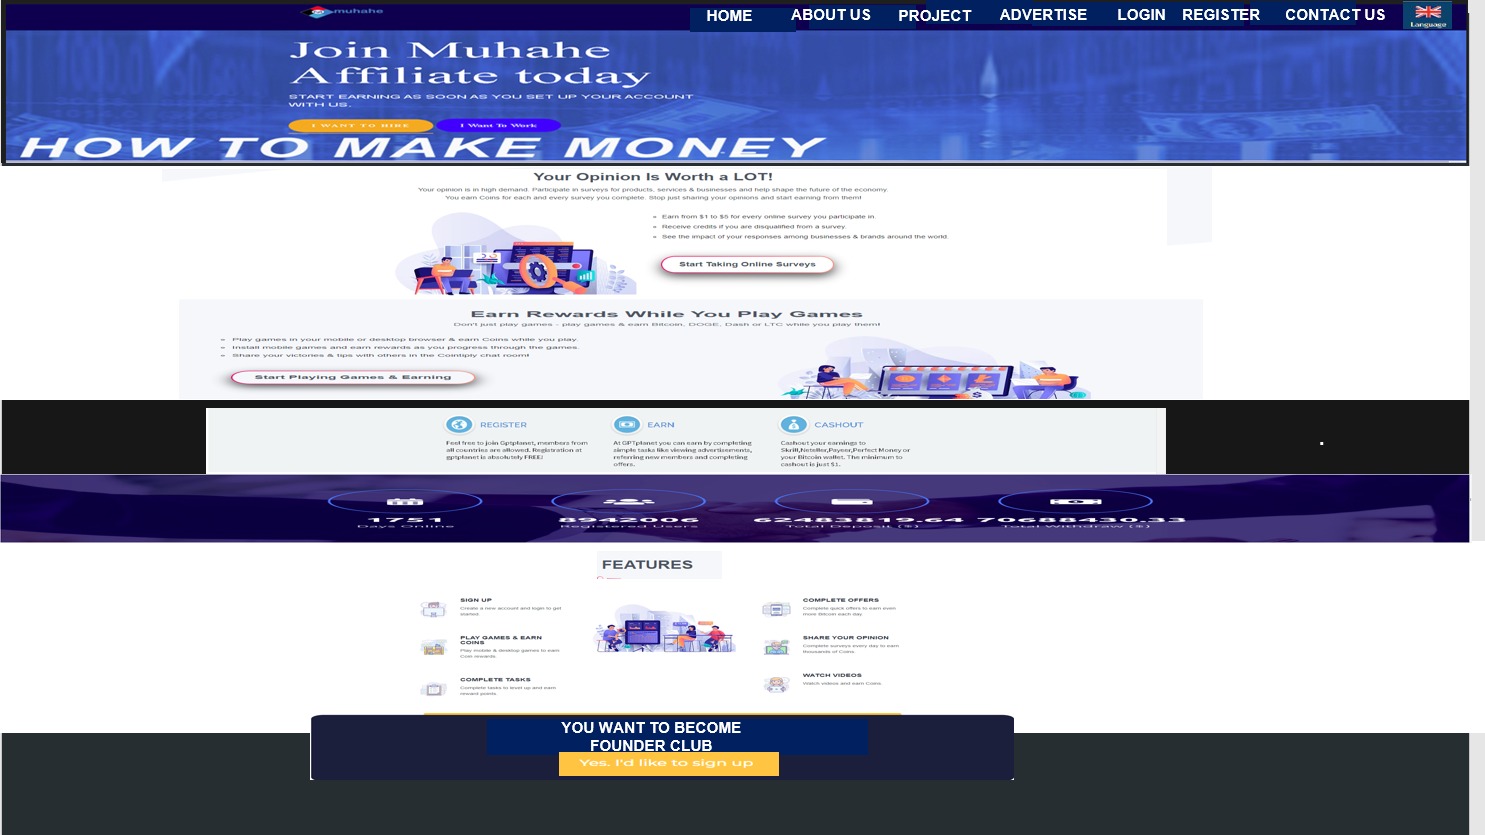 muhahe
HOME ABOUT US PROJECT ADVERTISE LOGIN REGISTER CONTACT US
Language
Join Muhahe
Affiliate today
START EARNING AS SOON AS YOU SET UP YOUR ACCOUNT
WITH US.
I WANT TO HIRE I Want To Work
HOW TO MAKE MONEY
Your Opinion Is Worth a LOT!
Your opinion is in high demand. Participate in surveys for products, services & businesses and help shape the future of the economy.
You earn Coins for each and every survey you complete. Stop just sharing your opinions and start earning from them!
Earn from $1 to $5 for every online survey you participate in.
Receive credits if you are disqualified from a survey.
See the impact of your responses among businesses & brands around the world.
Start Taking Online Surveys
Earn Rewards While You Play Games
Don't just play games - play games & earn Bitcoin, DOGE, Dash or LTC while you play them!
Play games in your mobile or desktop browser & earn Coins while you play.
Install mobile games and earn rewards as you progress through the games.
Share your victories & tips with others in the Cointiply chat room!
Start Playing Games & Earning
REGISTER
Feel free to join Gptplanet, members from
all countries are allowed. Registration at
gptplanet is absolutely FREE!
EARN
At GPTplanet you can earn by completing
simple tasks like viewing advertisements,
referring new members and completing
offers.
CASHOUT
Cashout your earnings to
Skrill,Neteller,Payeer,Perfect Money or
your Bitcoin wallet. The minimum to
cashout is just $1.
1751
Days Online
8942006
Registered Users
62483819.64
Total Deposit ($)
70688430.33
Total Withdraw ($)
FEATURES
SIGN UP
Create a new account and login to get
started.
PLAY GAMES & EARN
COINS
Play mobile & desktop games to earn
Coin rewards.
COMPLETE TASKS
Complete tasks to level up and earn
reward points.
COMPLETE OFFERS
Complete quick offers to earn even
more Bitcoin each day.
SHARE YOUR OPINION
Complete surveys every day to earn
thousands of Coins.
WATCH VIDEOS
Watch videos and earn Coins.
YOU WANT TO BECOME
FOUNDER CLUB
Yes. I'd like to sign up